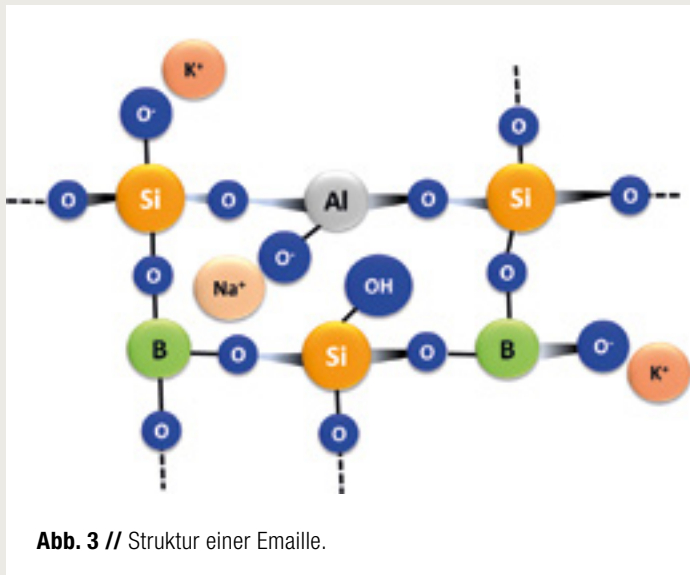 K⁺
O⁻ O
O Si O Al O Si O
O⁻
O Na⁺ OH O
B O Si O B O⁻
K⁺
O O
Abb. 3 // Struktur einer Emaille.